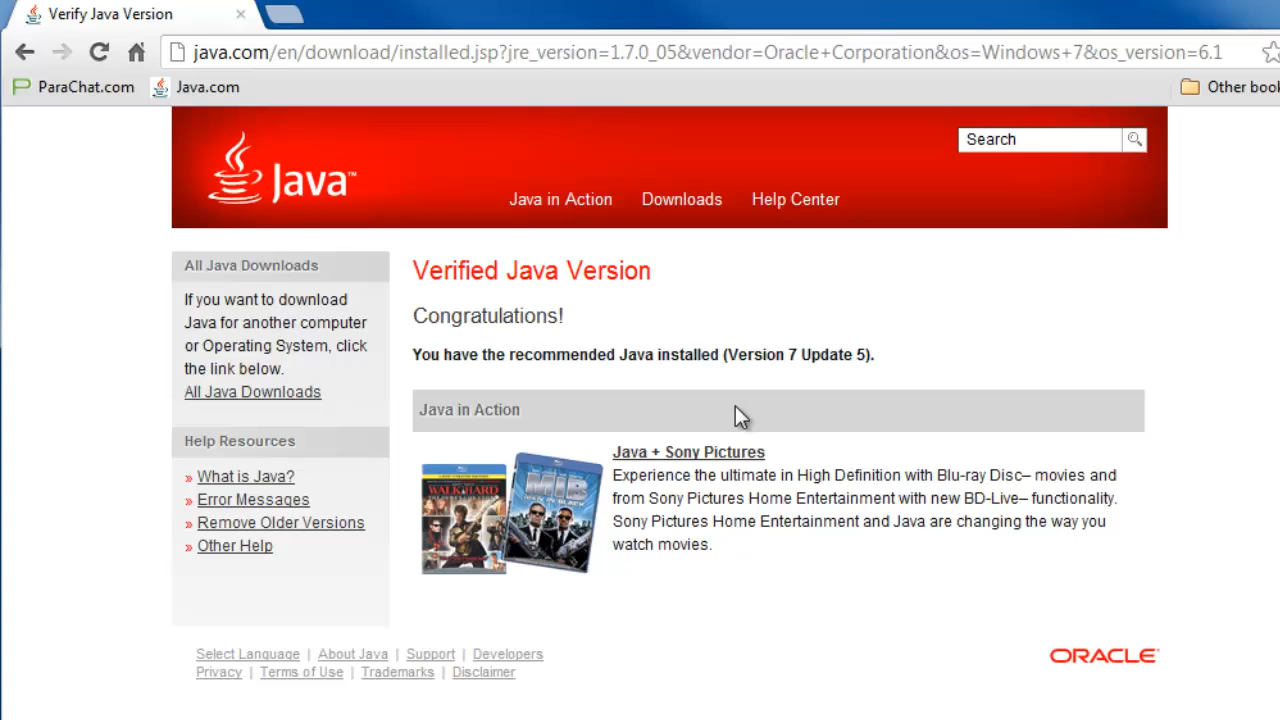 Verify Java Version
java.com/en/download/installed.jsp?jre_version=1.7.0_05&vendor=Oracle+Corporation&os=Windows+7&os_version=6.1
ParaChat.com
Java.com
Other book
Java™
Search
Java in Action
Downloads
Help Center
All Java Downloads
If you want to download
Java for another computer
or Operating System, click
the link below.
All Java Downloads
Help Resources
» What is Java?
» Error Messages
» Remove Older Versions
» Other Help
Verified Java Version
Congratulations!
You have the recommended Java installed (Version 7 Update 5).
Java in Action
WALK HARD
MIB
Java + Sony Pictures
Experience the ultimate in High Definition with Blu-ray Disc– movies and
from Sony Pictures Home Entertainment with new BD-Live– functionality.
Sony Pictures Home Entertainment and Java are changing the way you
watch movies.
Select Language | About Java | Support | Developers
Privacy | Terms of Use | Trademarks | Disclaimer
ORACLE